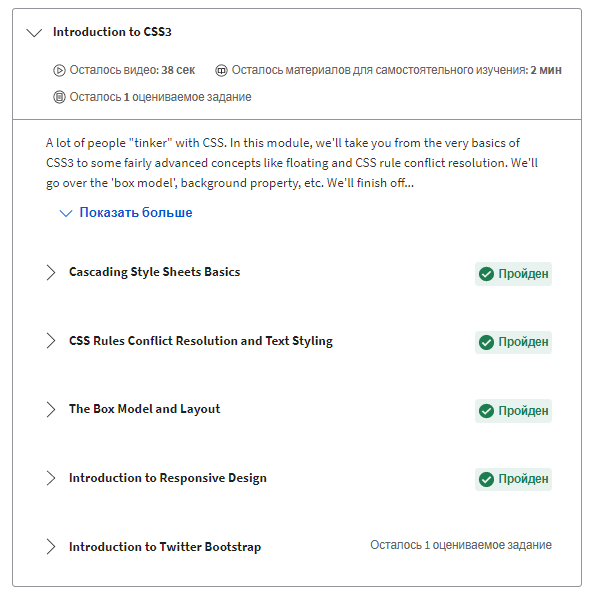 Introduction to CSS3
Осталось видео: 38 сек Осталось материалов для самостоятельного изучения: 2 мин
Осталось 1 оцениваемое задание
A lot of people "tinker" with CSS. In this module, we'll take you from the very basics of
CSS3 to some fairly advanced concepts like floating and CSS rule conflict resolution. We'll
go over the 'box model', background property, etc. We'll finish off...
Показать больше
Cascading Style Sheets Basics Пройден
CSS Rules Conflict Resolution and Text Styling Пройден
The Box Model and Layout Пройден
Introduction to Responsive Design Пройден
Introduction to Twitter Bootstrap Осталось 1 оцениваемое задание